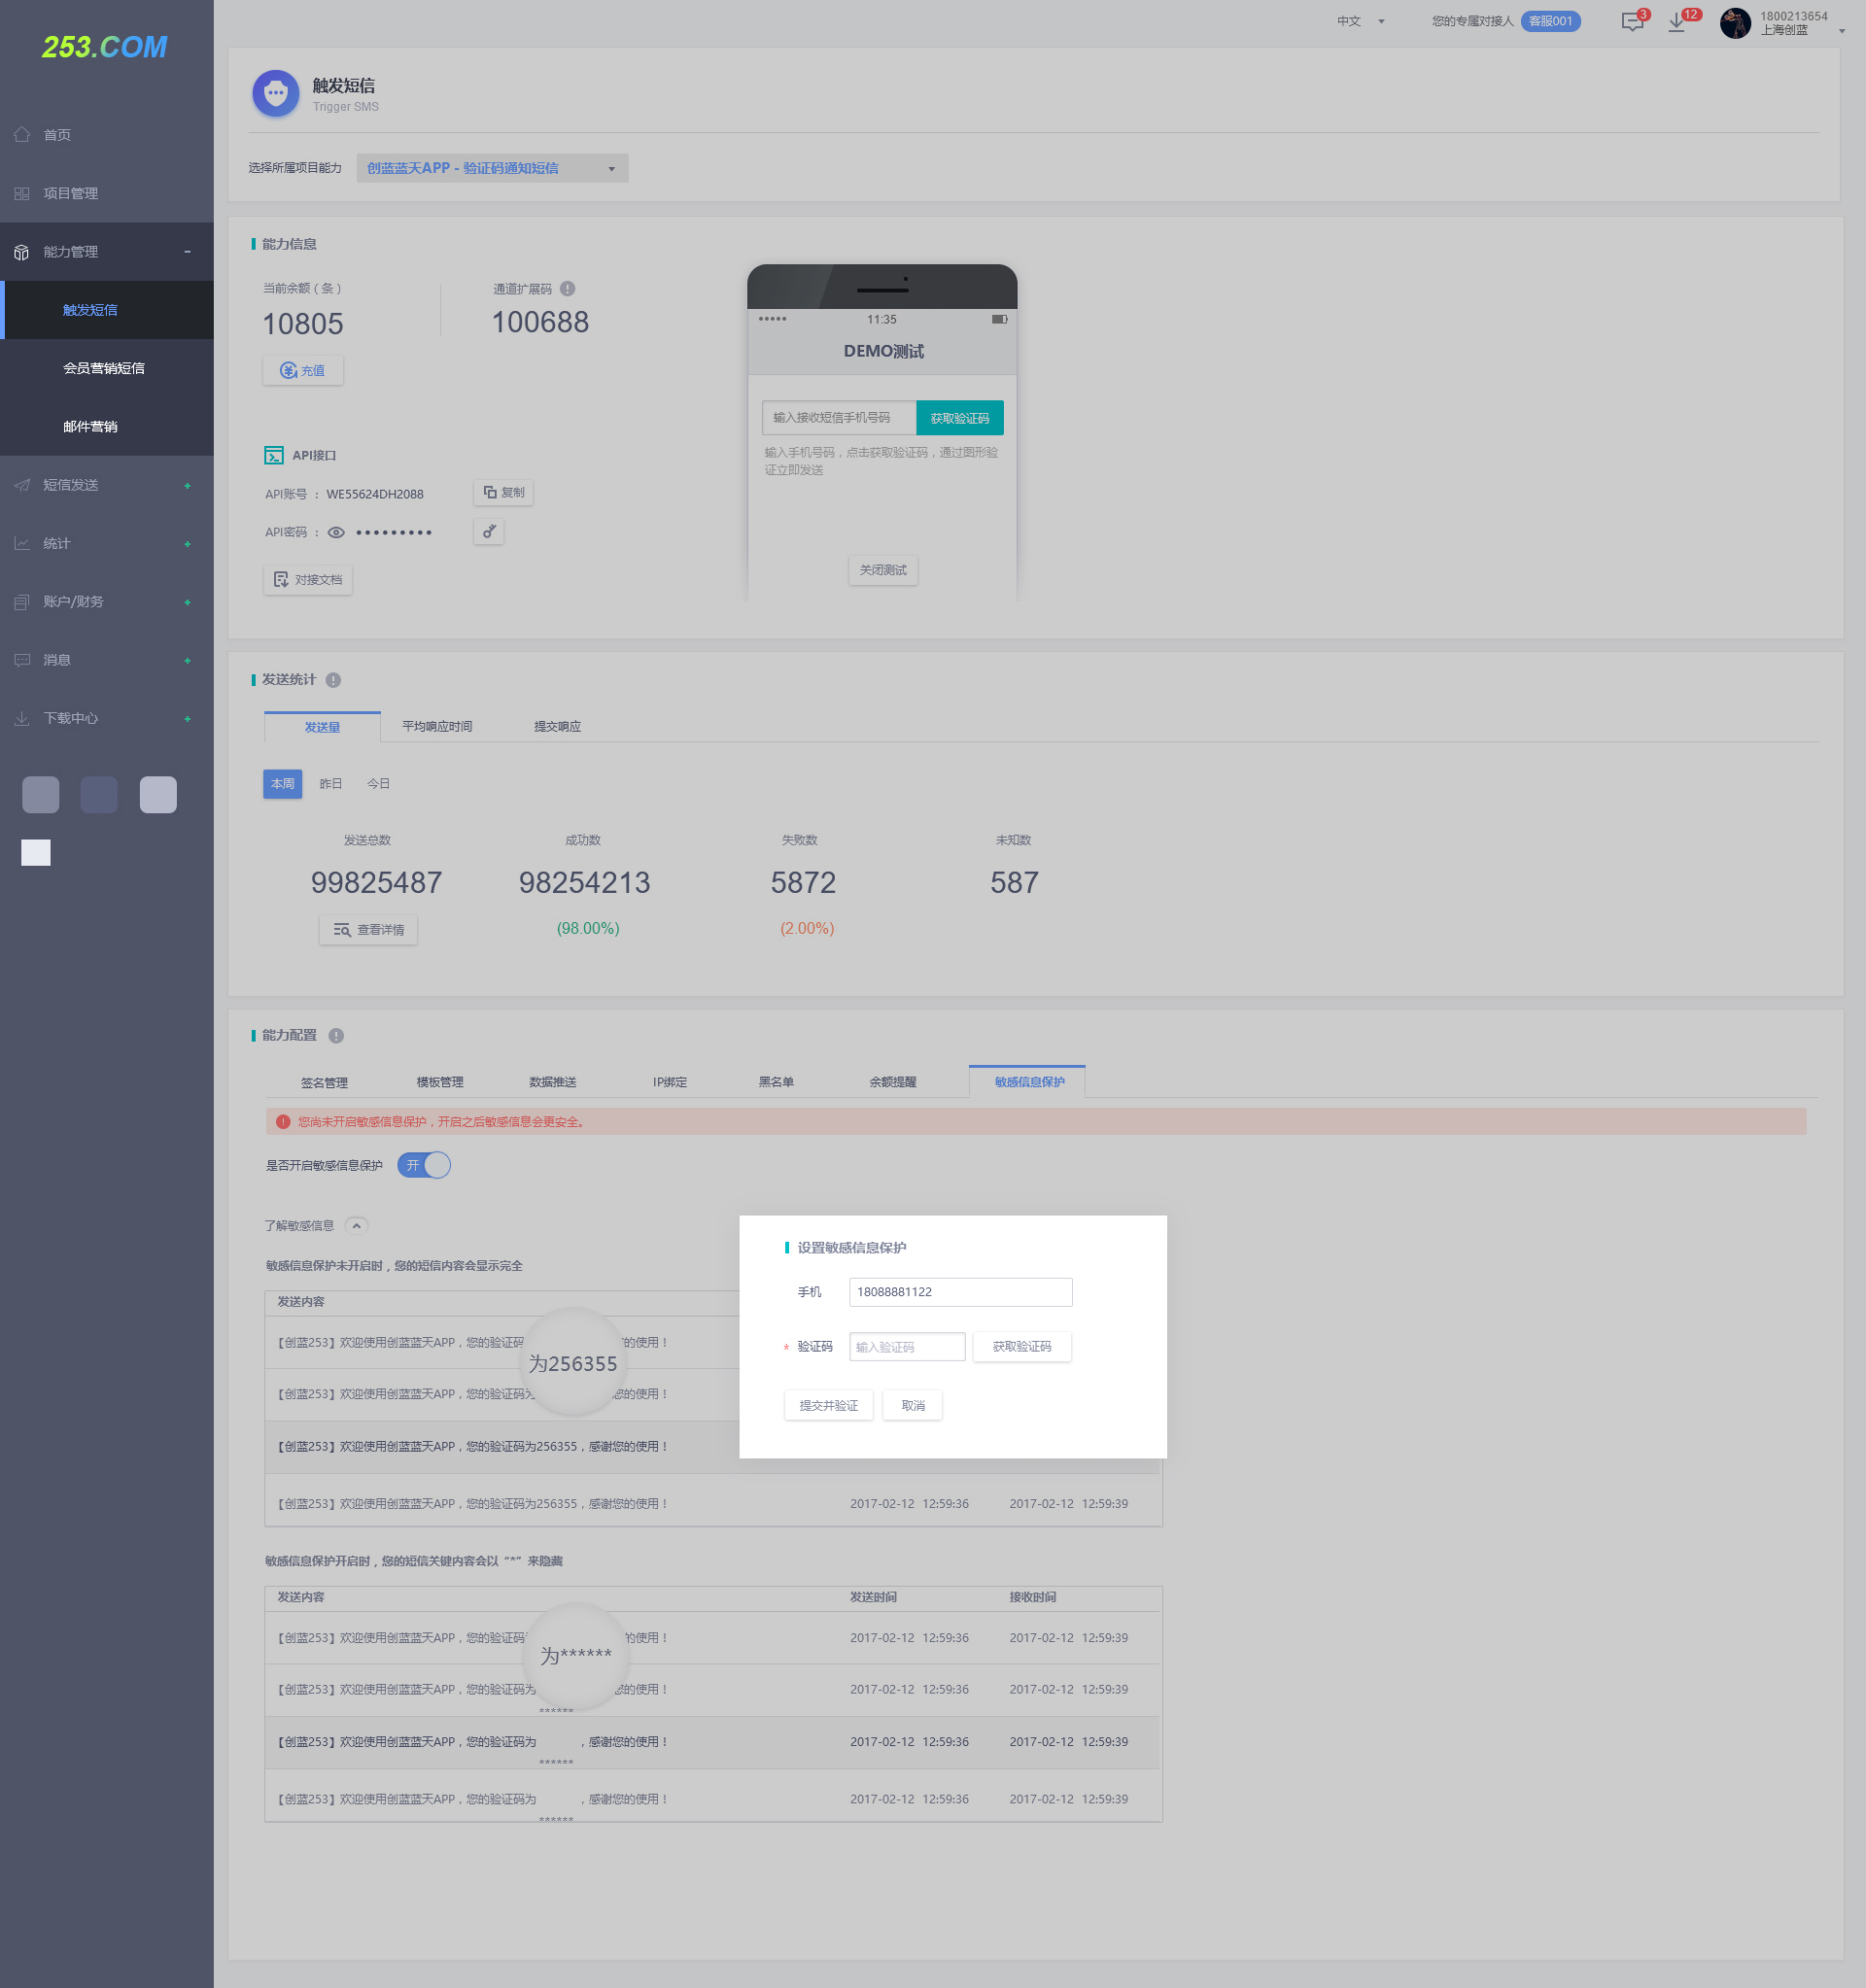 253.COM
首页
项目管理
能力管理
触发短信
会员营销短信
邮件营销
短信发送
统计
账户/财务
消息
下载中心
中文
您的专属对接人 客服001
3
12
1800213654
上海创蓝
触发短信
Trigger SMS
选择所属项目能力 创蓝蓝天APP - 验证码通知短信
能力信息
当前余额（条） 通道扩展码
10805 100688
充值
API接口
API账号 ：WE55624DH2088 复制
API密码 ：•••••••••
对接文档
11:35
DEMO测试
输入接收短信手机号码 获取验证码
输入手机号码，点击获取验证码，通过图形验
证立即发送
关闭测试
发送统计
发送量 平均响应时间 提交响应
本周 昨日 今日
发送总数 成功数 失败数 未知数
99825487 98254213 5872 587
查看详情 (98.00%) (2.00%)
能力配置
签名管理 模板管理 数据推送 IP绑定 黑名单 余额提醒 敏感信息保护
您尚未开启敏感信息保护，开启之后敏感信息会更安全。
是否开启敏感信息保护 开
了解敏感信息
敏感信息保护未开启时，您的短信内容会显示完全
发送内容
【创蓝253】欢迎使用创蓝蓝天APP，您的验证码 的使用！
为256355
【创蓝253】欢迎使用创蓝蓝天APP，您的验证码为 您的使用！
【创蓝253】欢迎使用创蓝蓝天APP，您的验证码为256355，感谢您的使用！
【创蓝253】欢迎使用创蓝蓝天APP，您的验证码为256355，感谢您的使用！ 2017-02-12 12:59:36 2017-02-12 12:59:39
设置敏感信息保护
手机 18088881122
* 验证码 输入验证码 获取验证码
提交并验证 取消
敏感信息保护开启时，您的短信关键内容会以“*”来隐藏
发送内容 发送时间 接收时间
【创蓝253】欢迎使用创蓝蓝天APP，您的验证码 的使用！ 2017-02-12 12:59:36 2017-02-12 12:59:39
为******
【创蓝253】欢迎使用创蓝蓝天APP，您的验证码为 您的使用！ 2017-02-12 12:59:36 2017-02-12 12:59:39
******
【创蓝253】欢迎使用创蓝蓝天APP，您的验证码为 ，感谢您的使用！ 2017-02-12 12:59:36 2017-02-12 12:59:39
******
【创蓝253】欢迎使用创蓝蓝天APP，您的验证码为 ，感谢您的使用！ 2017-02-12 12:59:36 2017-02-12 12:59:39
******